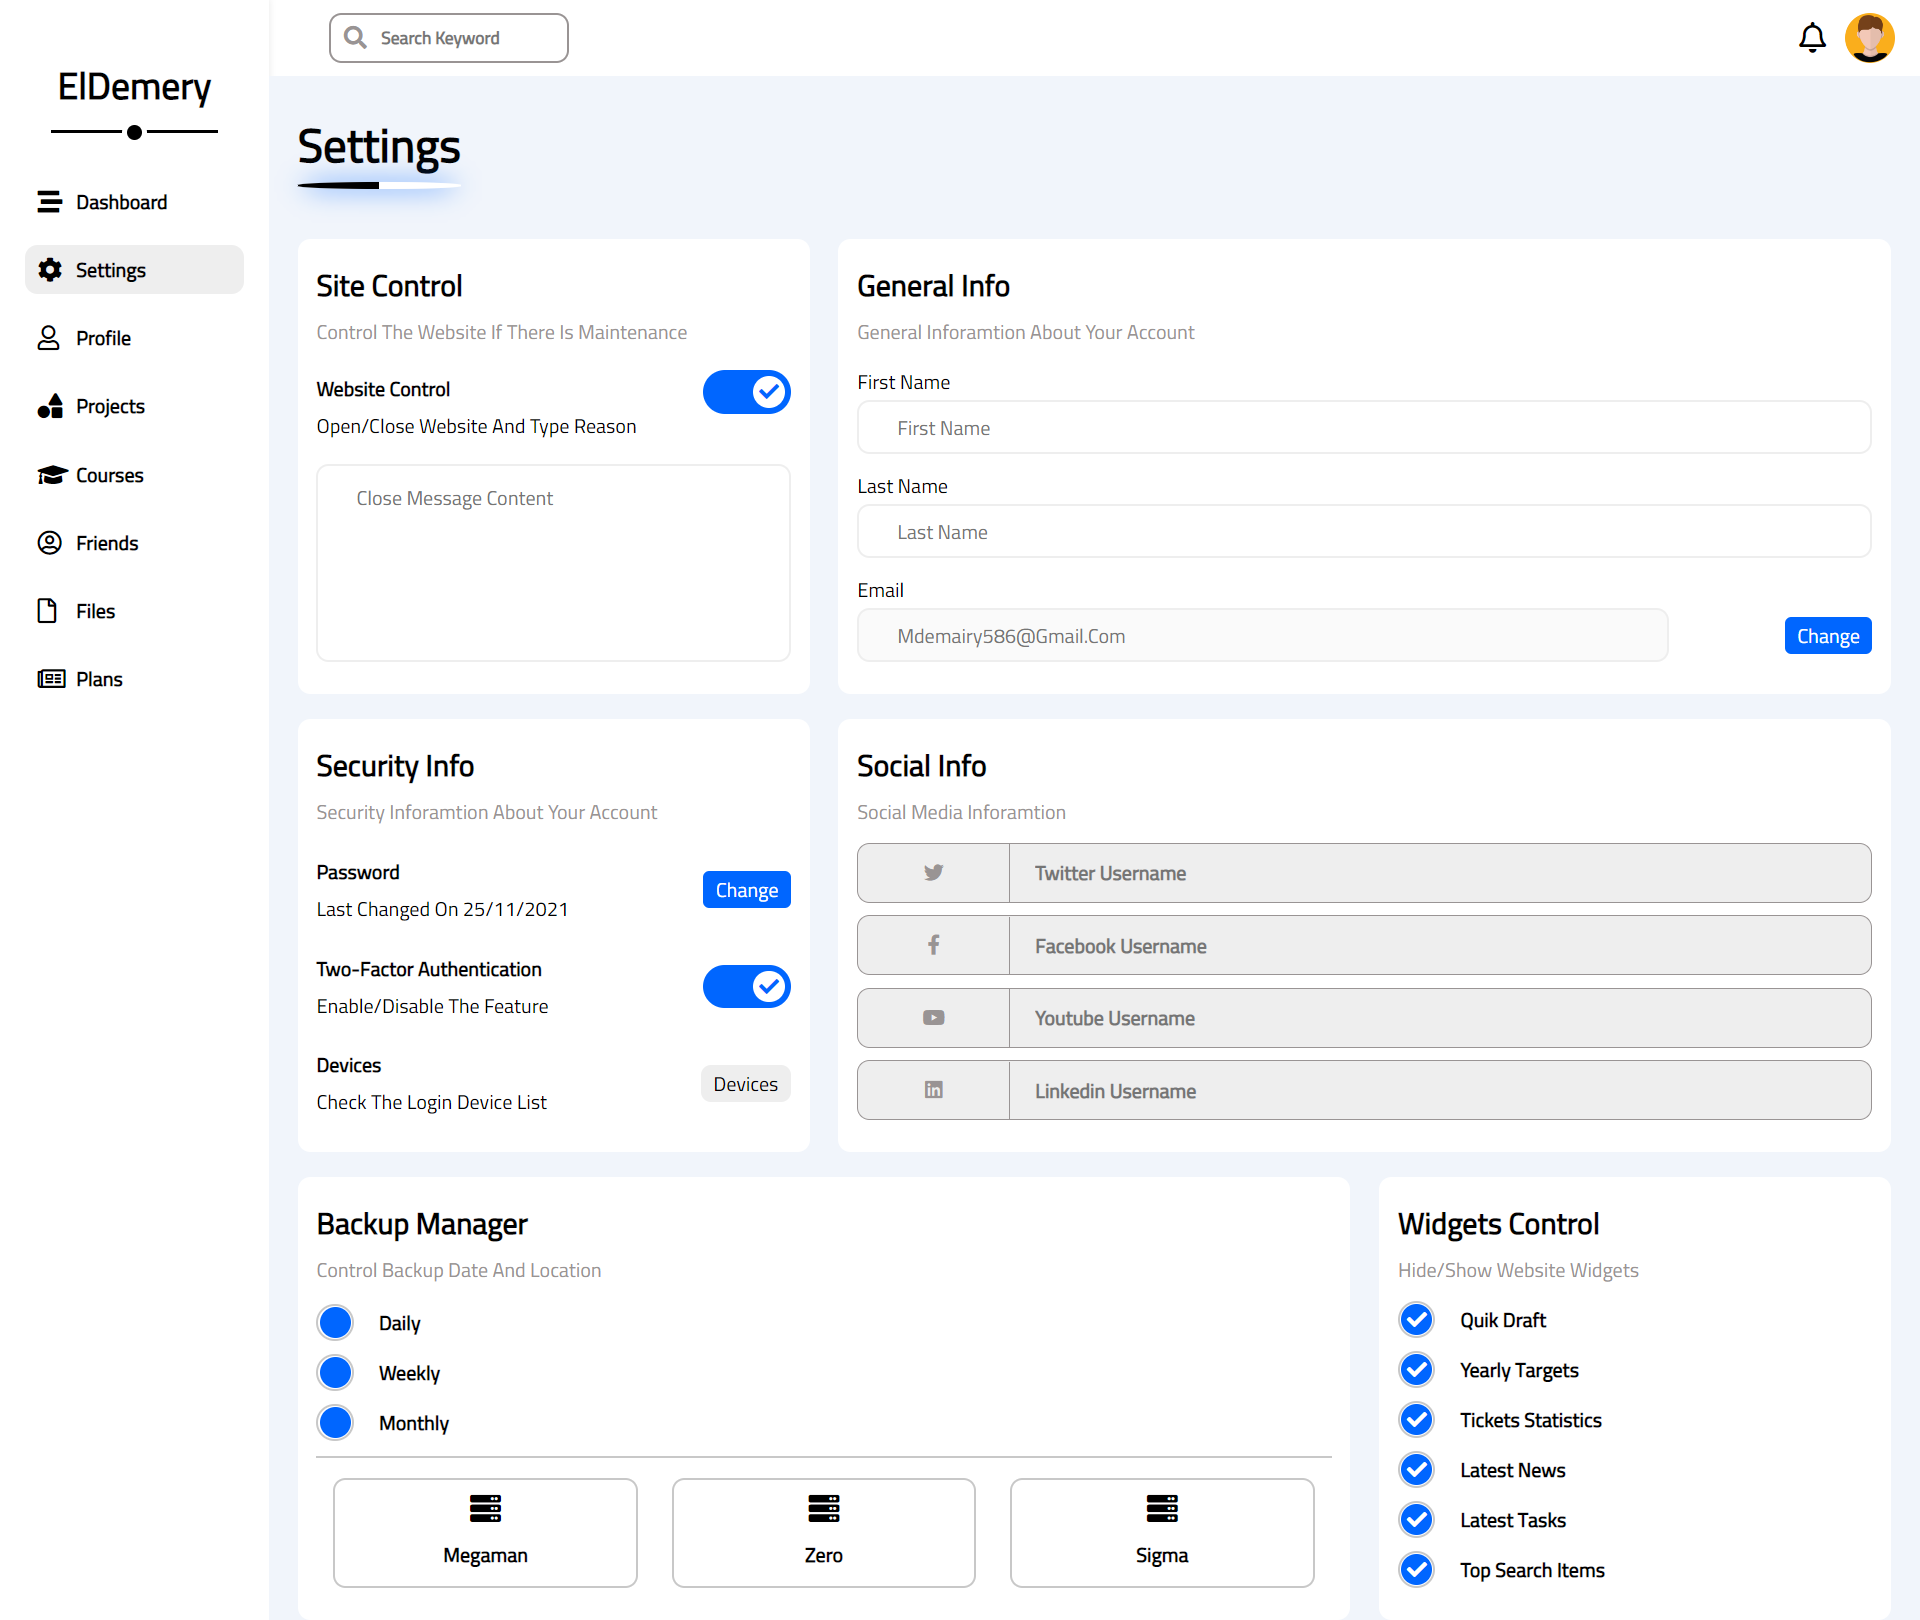 ElDemery
Dashboard
Settings
Profile
Projects
Courses
Friends
Files
Plans
Search Keyword
Settings
Site Control
Control The Website If There Is Maintenance
Website Control
Open/Close Website And Type Reason
Close Message Content
General Info
General Inforamtion About Your Account
First Name
First Name
Last Name
Last Name
Email
Mdemairy586@Gmail.Com
Change
Security Info
Security Inforamtion About Your Account
Password
Last Changed On 25/11/2021
Change
Two-Factor Authentication
Enable/Disable The Feature
Devices
Check The Login Device List
Devices
Social Info
Social Media Inforamtion
Twitter Username
Facebook Username
Youtube Username
Linkedin Username
Backup Manager
Control Backup Date And Location
Daily
Weekly
Monthly
Megaman
Zero
Sigma
Widgets Control
Hide/Show Website Widgets
Quik Draft
Yearly Targets
Tickets Statistics
Latest News
Latest Tasks
Top Search Items